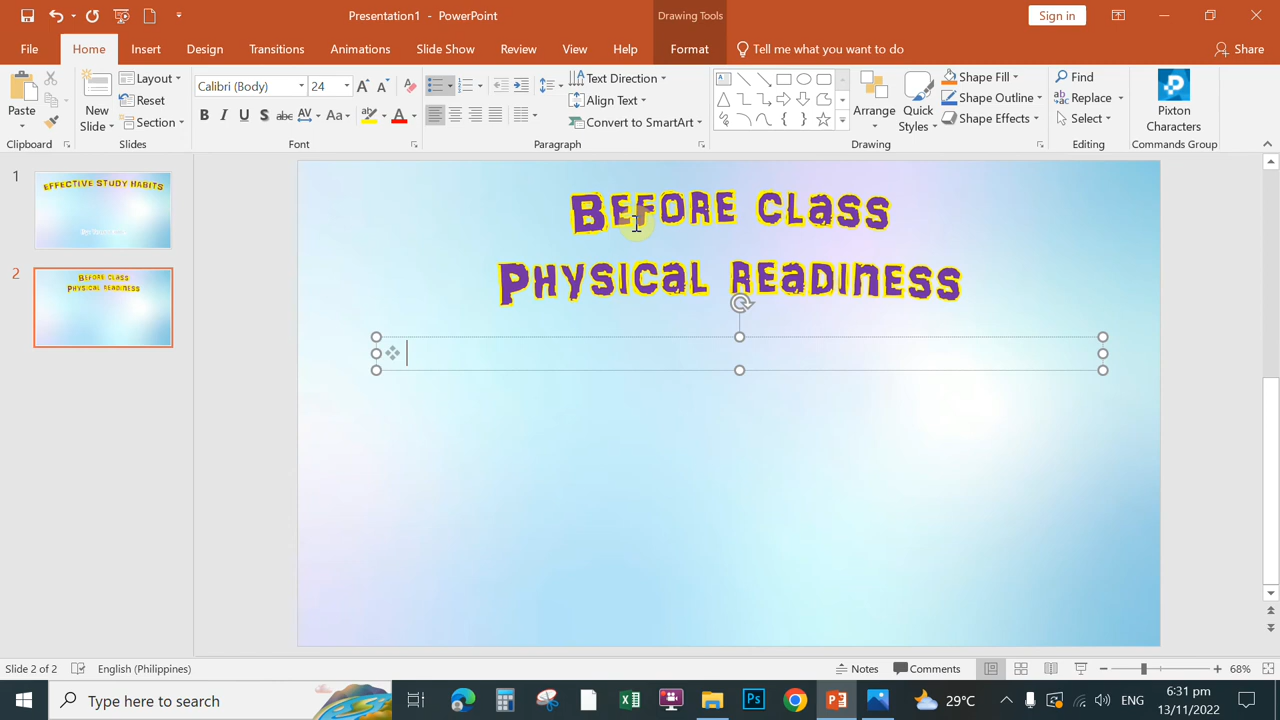 Presentation1 - PowerPoint
Drawing Tools
Sign in
File
Home
Insert
Design
Transitions
Animations
Slide Show
Review
View
Help
Format
Tell me what you want to do
Share
Paste
Clipboard
New
Slide
Layout
Reset
Section
Slides
Calibri (Body)
24
B I U S abc AV Aa A
Font
Text Direction
Align Text
Convert to SmartArt
Paragraph
Arrange
Quick
Styles
Shape Fill
Shape Outline
Shape Effects
Drawing
Find
Replace
Select
Editing
Pixton
Characters
Commands Group
1
EFFECTIVE STUDY HABITS
2
BEFORE CLASS
PHYSICAL READINESS
Before Class
Physical Readiness
Slide 2 of 2
English (Philippines)
Notes
Comments
68%
Type here to search
29°C
ENG
6:31 pm
13/11/2022